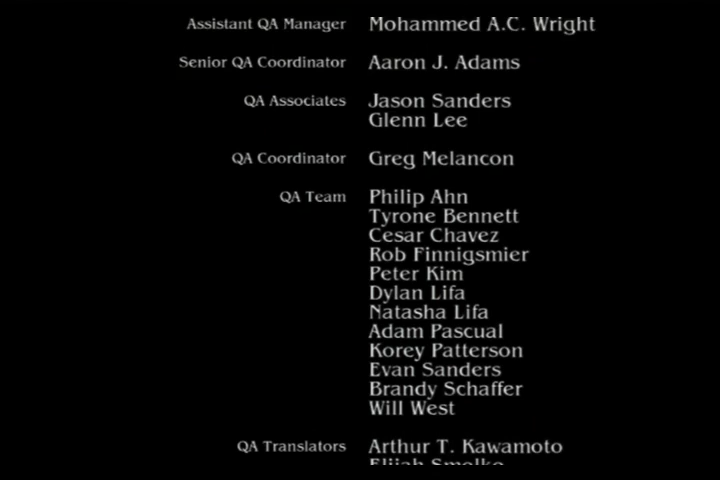 Assistant QA Manager Mohammed A.C. Wright
Senior QA Coordinator Aaron J. Adams
QA Associates Jason Sanders
Glenn Lee
QA Coordinator Greg Melancon
QA Team Philip Ahn
Tyrone Bennett
Cesar Chavez
Rob Finnigsmier
Peter Kim
Dylan Lifa
Natasha Lifa
Adam Pascual
Korey Patterson
Evan Sanders
Brandy Schaffer
Will West
QA Translators Arthur T. Kawamoto
Elijah Smolko